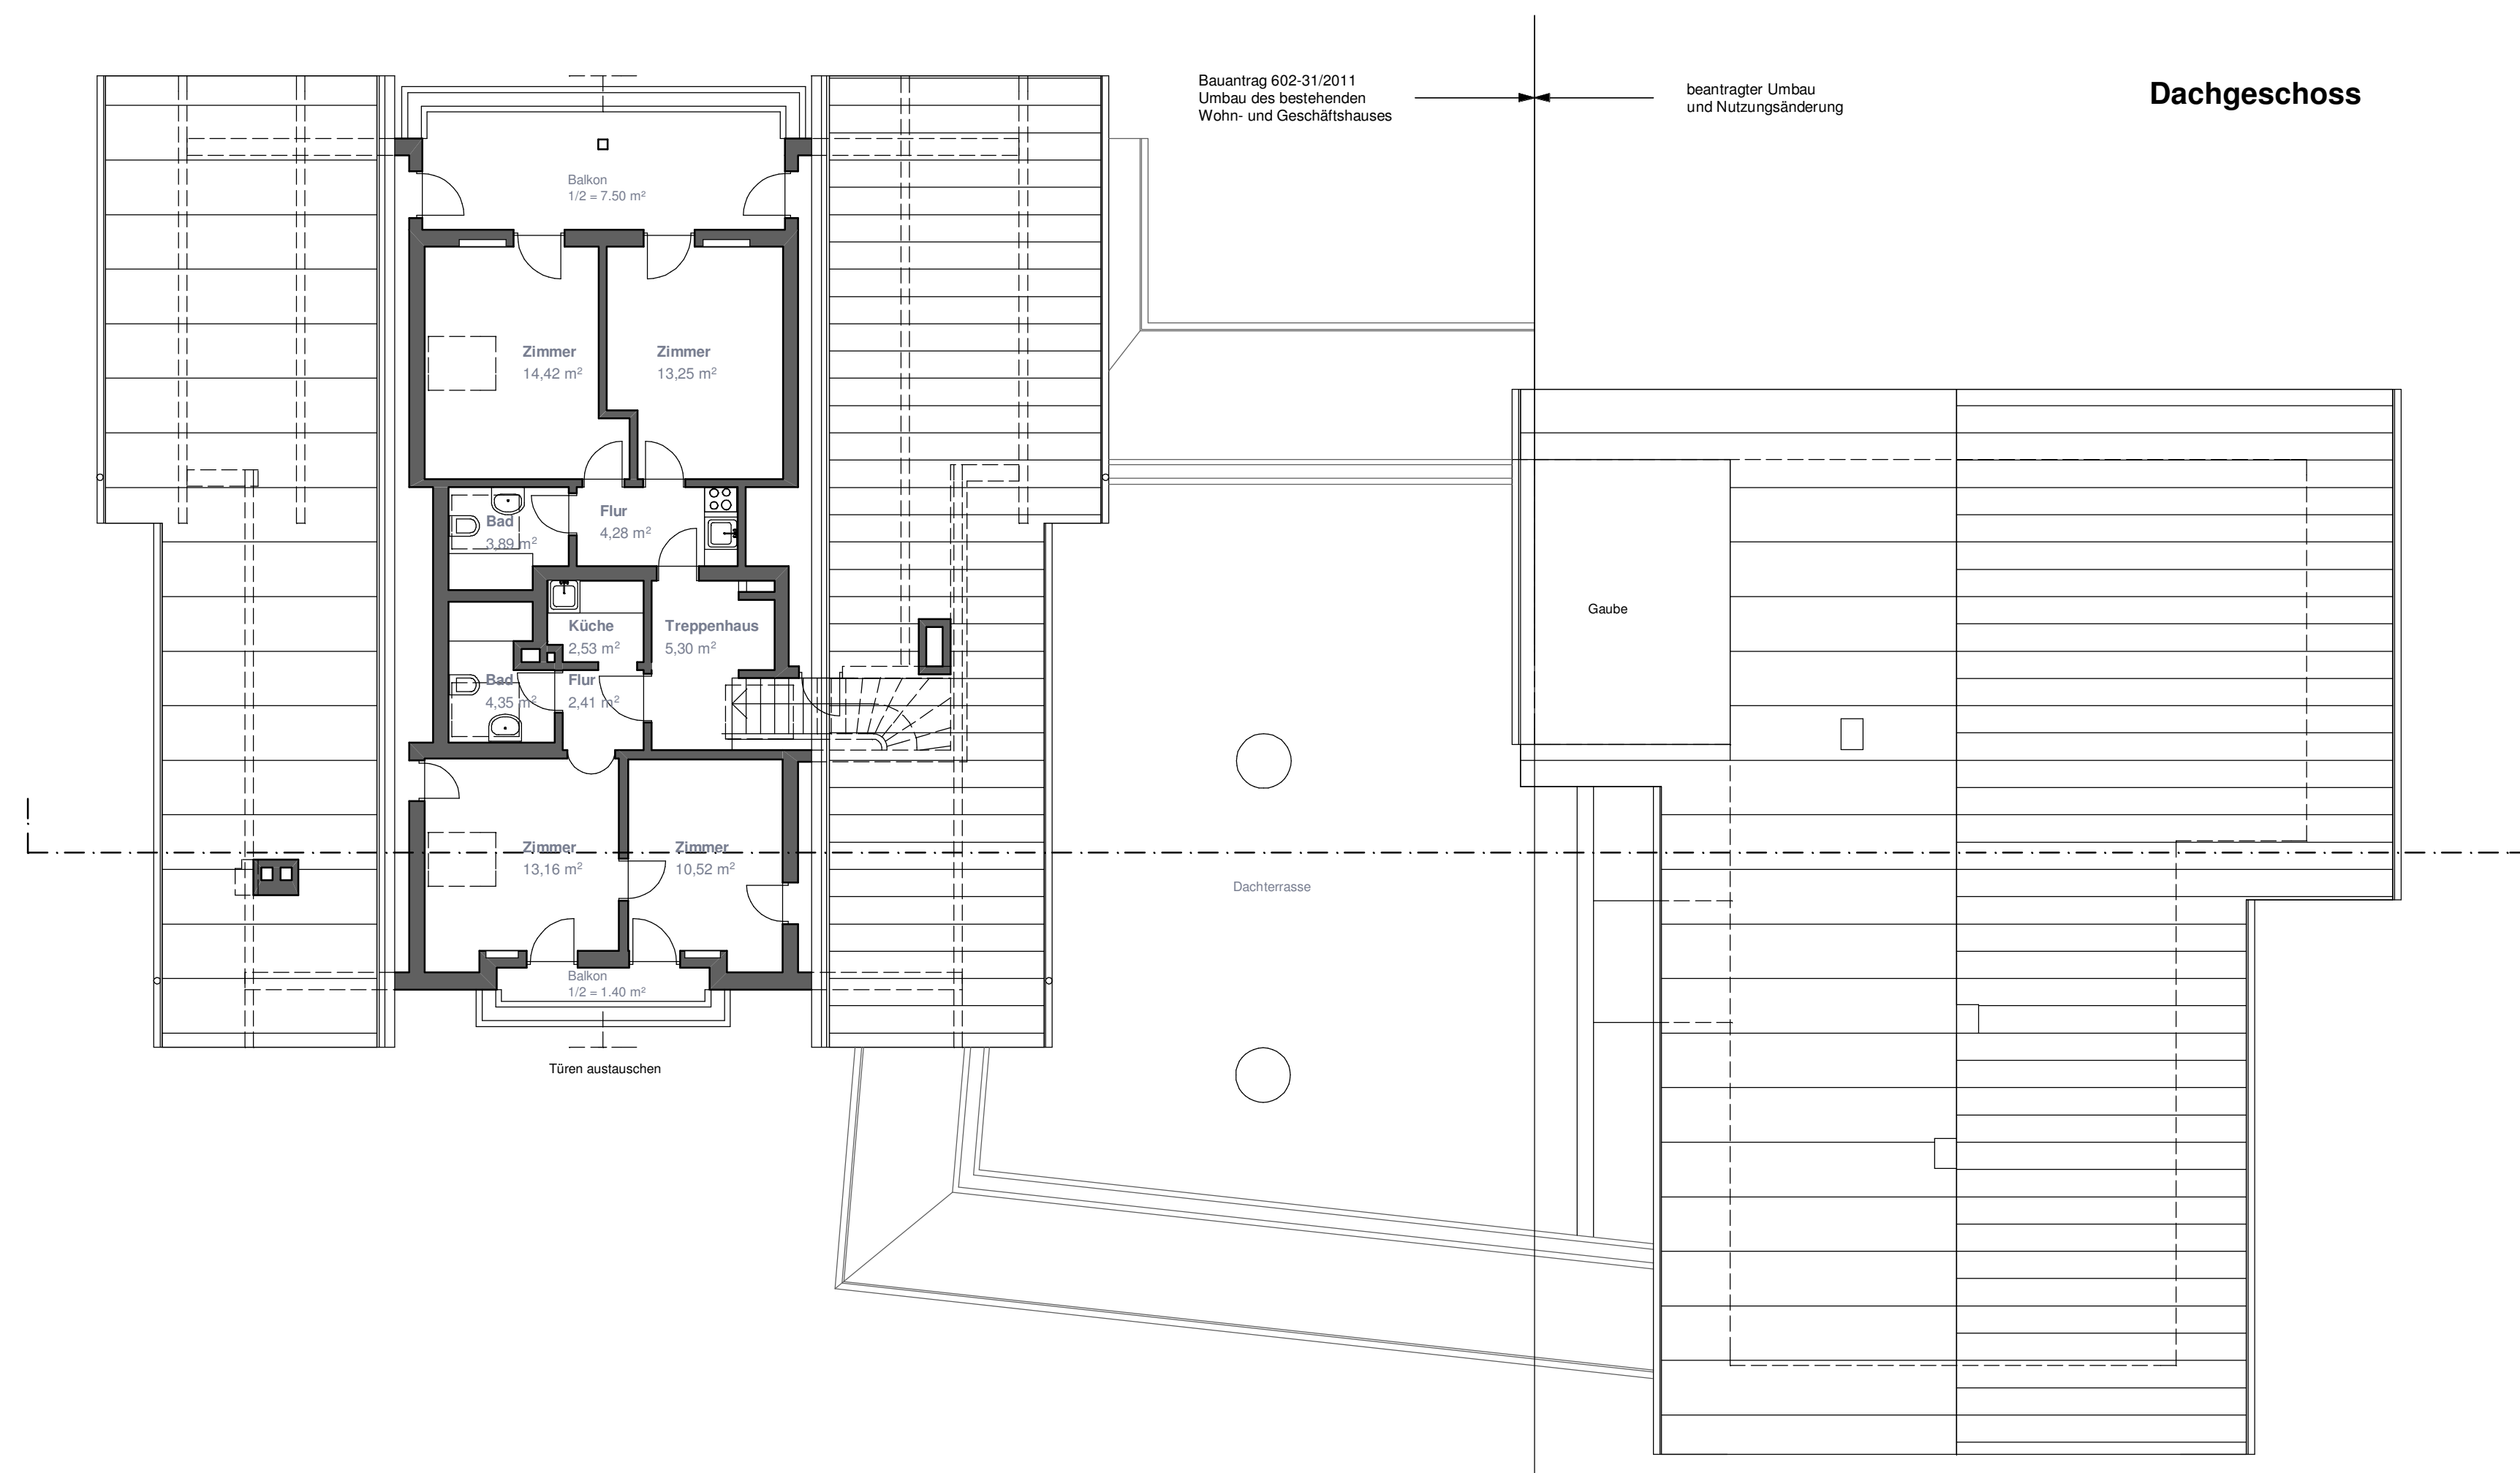 Bauantrag 602-31/2011
Umbau des bestehenden
Wohn- und Geschäftshauses
beantragter Umbau
und Nutzungsänderung
Dachgeschoss
Balkon
1/2 = 7.50 m²
Zimmer
14,42 m²
Zimmer
13,25 m²
Bad
3,89 m²
Flur
4,28 m²
Küche
2,53 m²
Treppenhaus
5,30 m²
Bad
4,35 m²
Flur
2,41 m²
Gaube
Zimmer
13,16 m²
Zimmer
10,52 m²
Dachterrasse
Balkon
1/2 = 1.40 m²
Türen austauschen